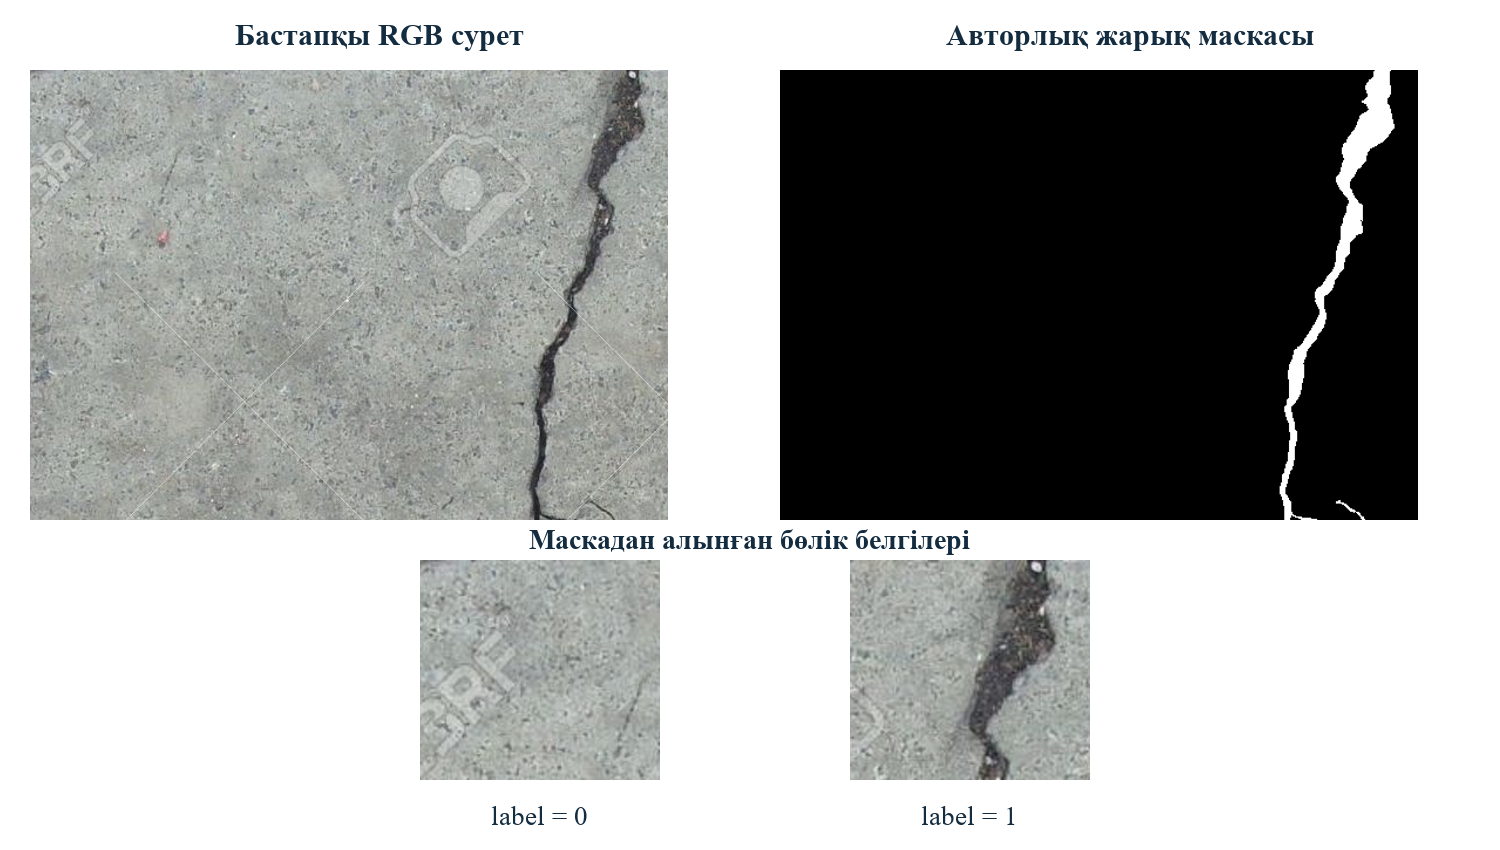 Бастапқы RGB сурет
Авторлық жарық маскасы
Маскадан алынған бөлік белгілері
label = 0
label = 1